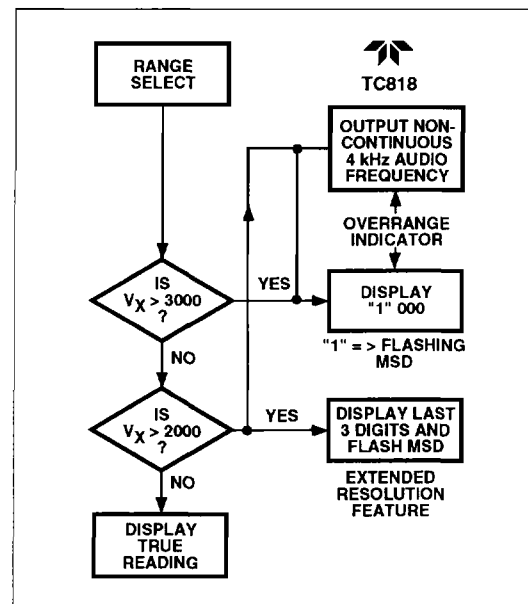 RANGE
SELECT
TC818
OUTPUT NON-
CONTINUOUS
4 kHz AUDIO
FREQUENCY
OVERRANGE
INDICATOR
IS
VX > 3000
?
YES
DISPLAY
"1" 000
"1" = > FLASHING
MSD
NO
IS
VX > 2000
?
YES
DISPLAY LAST
3 DIGITS AND
FLASH MSD
EXTENDED
RESOLUTION
FEATURE
NO
DISPLAY
TRUE
READING